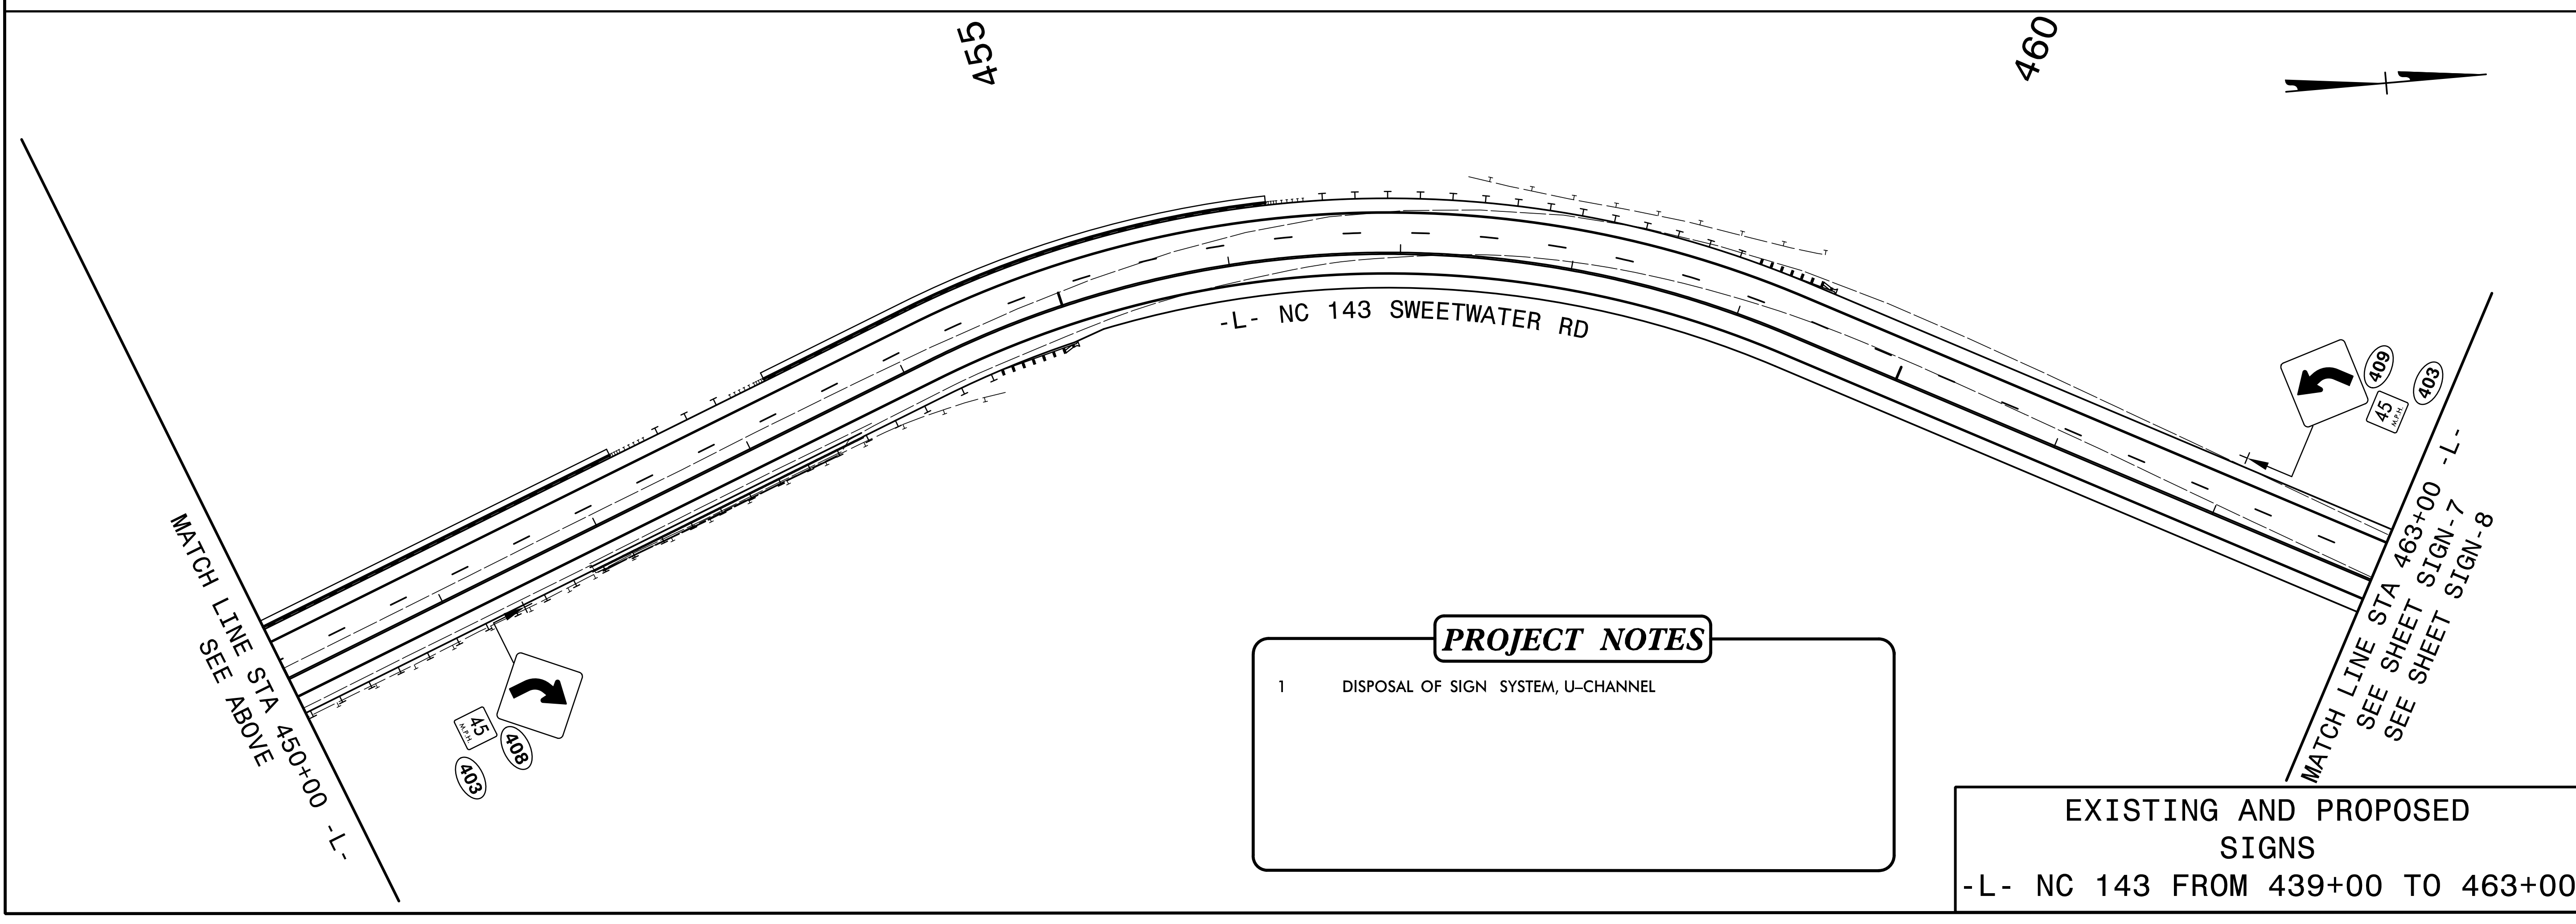 455
460
-L- NC 143 SWEETWATER RD
409
403
45
M.P.H.
MATCH LINE STA 450+00 -L-
SEE ABOVE
45
M.P.H.
408
403
MATCH LINE STA 463+00 -L-
SEE SHEET SIGN-7
SEE SHEET SIGN-8
PROJECT NOTES
1 DISPOSAL OF SIGN SYSTEM, U–CHANNEL
EXISTING AND PROPOSED
SIGNS
-L- NC 143 FROM 439+00 TO 463+00